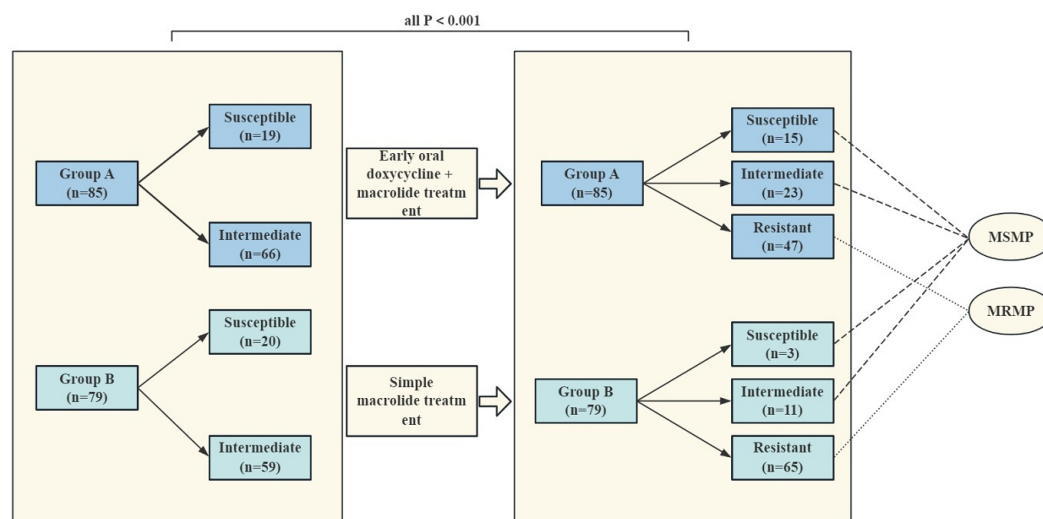 all P < 0.001
Susceptible
(n=19)
Group A
(n=85)
Intermediate
(n=66)
Susceptible
(n=20)
Group B
(n=79)
Intermediate
(n=59)
Early oral
doxycycline +
macrolide treatm
ent
Simple
macrolide treatm
ent
Susceptible
(n=15)
Group A
(n=85)
Intermediate
(n=23)
Resistant
(n=47)
Susceptible
(n=3)
Group B
(n=79)
Intermediate
(n=11)
Resistant
(n=65)
MSMP
MRMP